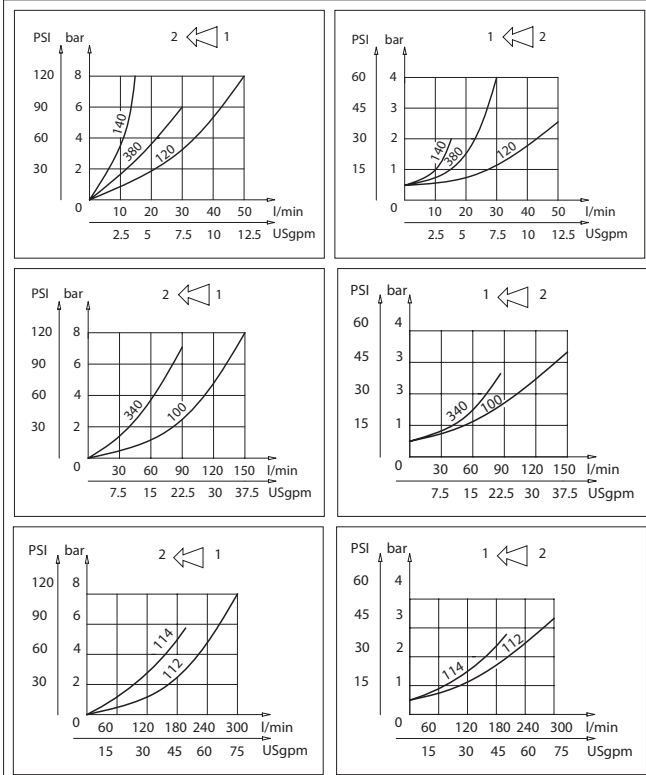 PSI bar 2 1
120 8
90 6
140
60 4
380
120
30 2
0 10 20 30 40 50 l/min
2.5 5 7.5 10 12.5 USgpm
PSI bar 1 2
60 4
45 3
30 2
140
380
120
15 1
0 10 20 30 40 50 l/min
2.5 5 7.5 10 12.5 USgpm
PSI bar 2 1
120 8
90 6
60 4
340
100
30 2
0 30 60 90 120 150 l/min
7.5 15 22.5 30 37.5 USgpm
PSI bar 1 2
60 4
45 3
30 3
340
100
15 1
0 30 60 90 120 150 l/min
7.5 15 22.5 30 37.5 USgpm
PSI bar 2 1
120 8
90 6
60 4
114
112
30 2
0 60 120 180 240 300 l/min
15 30 45 60 75 USgpm
PSI bar 1 2
60 4
45 3
30 2
114
112
15 1
0 60 120 180 240 300 l/min
15 30 45 60 75 USgpm